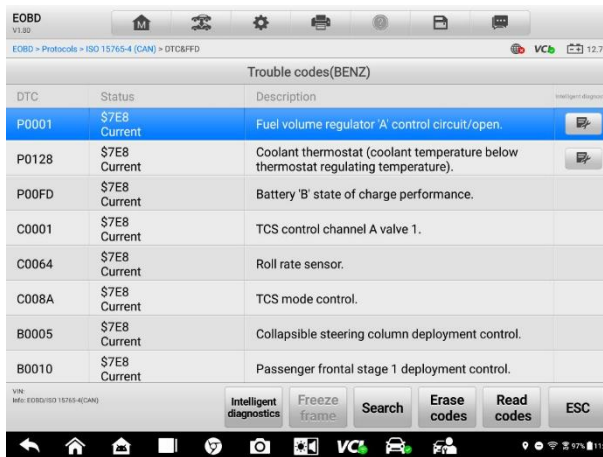 EOBD
V1.80
EOBD > Protocols > ISO 15765-4 (CAN) > DTC&FFD
VCI
12.7
Trouble codes(BENZ)
DTC Status Description Intelligent
P0001 $7E8 Current Fuel volume regulator 'A' control circuit/open.
P0128 $7E8 Current Coolant thermostat (coolant temperature below
thermostat regulating temperature).
P00FD $7E8 Current Battery 'B' state of charge performance.
C0001 $7E8 Current TCS control channel A valve 1.
C0064 $7E8 Current Roll rate sensor.
C008A $7E8 Current TCS mode control.
B0005 $7E8 Current Collapsible steering column deployment control.
B0010 $7E8 Current Passenger frontal stage 1 deployment control.
VIN:
Info: EOBD/ISO 15765-4(CAN)
Intelligent
diagnostics
Freeze
frame
Search
Erase
codes
Read
codes
ESC
VCI
97%